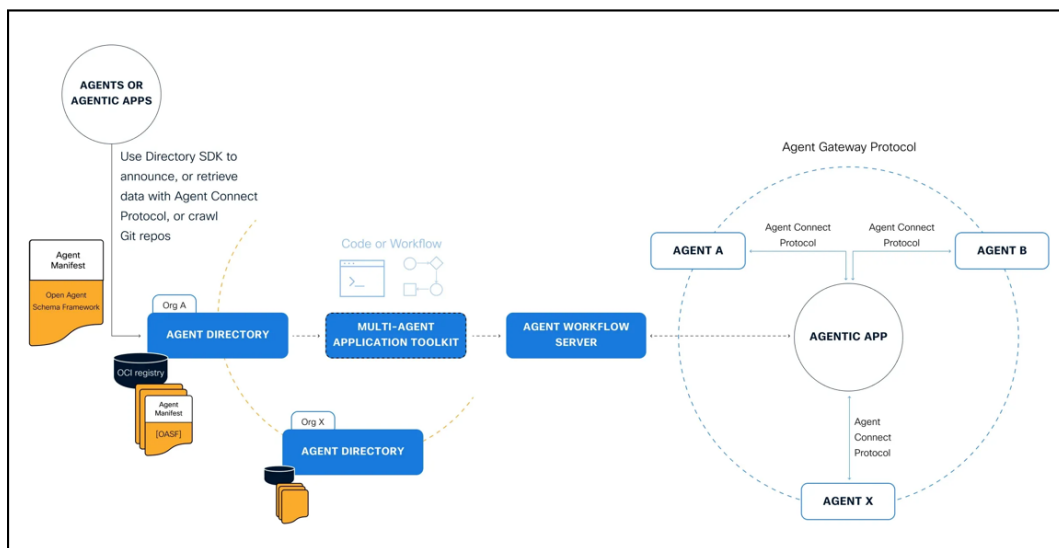 AGENTS OR
AGENTIC APPS
Use Directory SDK to
announce, or retrieve
data with Agent Connect
Protocol, or crawl
Git repos
Agent
Manifest
Open Agent
Schema Framework
Org A
AGENT DIRECTORY
OCI registry
Agent
Manifest
[OASF]
Code or Workflow
MULTI-AGENT
APPLICATION TOOLKIT
Org X
AGENT DIRECTORY
AGENT WORKFLOW
SERVER
Agent Gateway Protocol
Agent Connect
Protocol
Agent Connect
Protocol
AGENT A
AGENT B
AGENTIC APP
Agent
Connect
Protocol
AGENT X